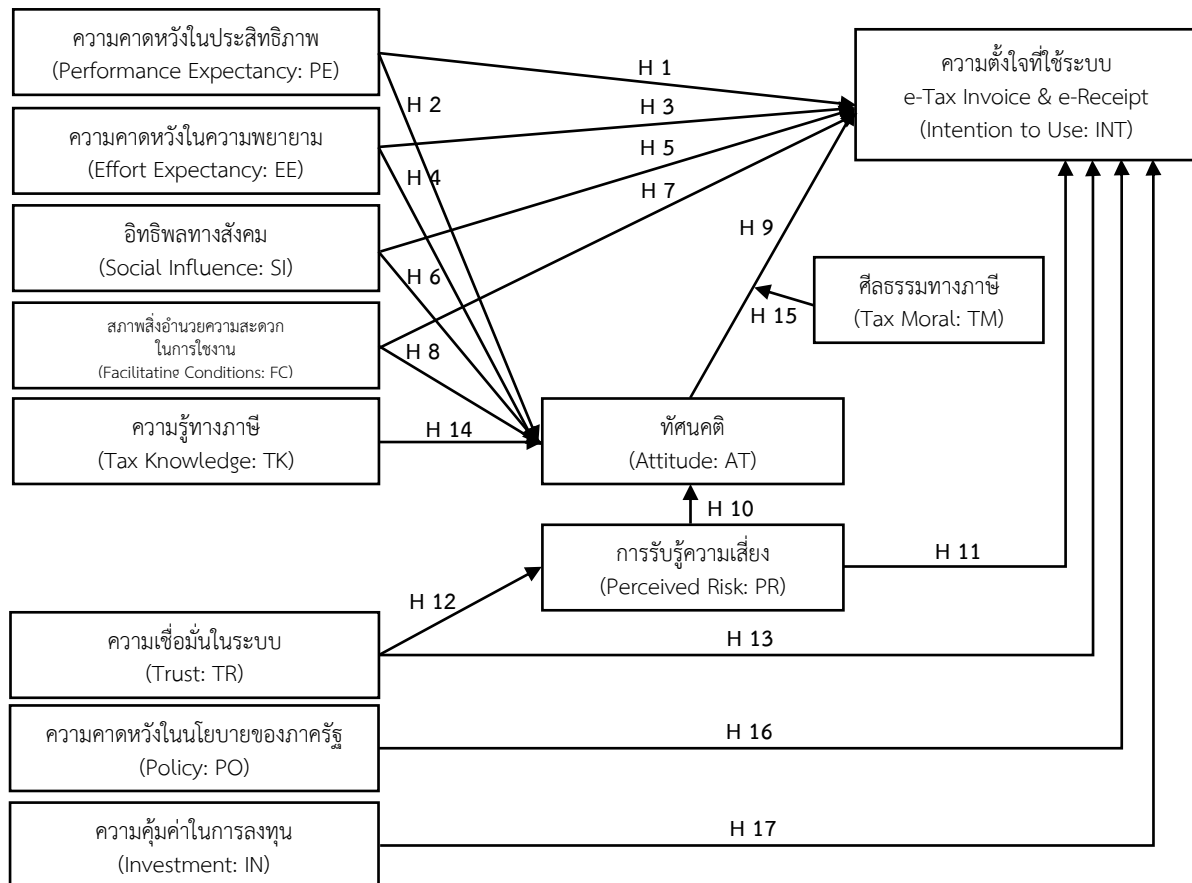 ความคาดหวังในประสิทธิภาพ
(Performance Expectancy: PE)
ความตั้งใจที่ใช้ระบบ
e-Tax Invoice & e-Receipt
(Intention to Use: INT)
H 1
H 2
H 3
ความคาดหวังในความพยายาม
(Effort Expectancy: EE)
H 4
H 5
H 7
อิทธิพลทางสังคม
(Social Influence: SI)
H 6
H 9
ศีลธรรมทางภาษี
(Tax Moral: TM)
H 15
สภาพสิ่งอำนวยความสะดวก
ในการใชงาน
(Facilitating Conditions: FC)
H 8
ความรู้ทางภาษี
(Tax Knowledge: TK)
H 14
ทัศนคติ
(Attitude: AT)
H 10
การรับรู้ความเสี่ยง
(Perceived Risk: PR)
H 11
H 12
ความเชื่อมั่นในระบบ
(Trust: TR)
H 13
ความคาดหวังในนโยบายของภาครัฐ
(Policy: PO)
H 16
ความคุ้มค่าในการลงทุน
(Investment: IN)
H 17